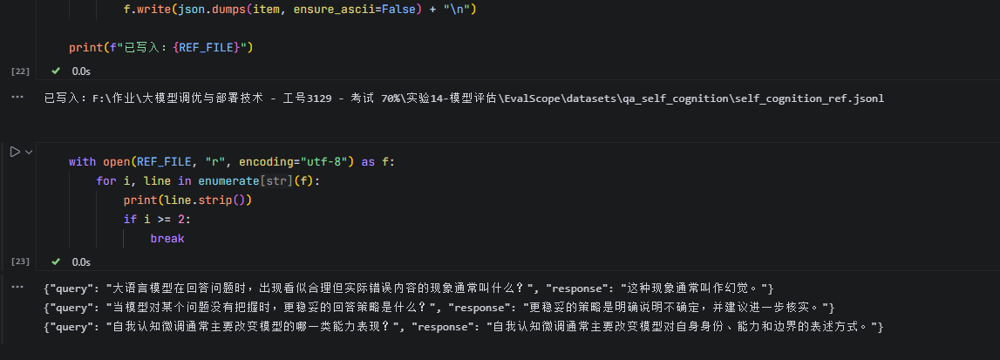 f.write(json.dumps(item, ensure_ascii=False) + "\n")
print(f"已写入：{REF_FILE}")
[22]
0.0s
已写入：F:\作业\大模型调优与部署技术 - 工号3129 - 考试 70%\实验14-模型评估\EvalScope\datasets\qa_self_cognition\self_cognition_ref.jsonl
with open(REF_FILE, "r", encoding="utf-8") as f:
for i, line in enumerate[str](f):
print(line.strip())
if i >= 2:
break
[23]
0.0s
{"query": "大语言模型在回答问题时，出现看似合理但实际错误内容的现象通常叫什么？", "response": "这种现象通常叫作幻觉。"}
{"query": "当模型对某个问题没有把握时，更稳妥的回答策略是什么？", "response": "更稳妥的策略是明确说明不确定，并建议进一步核实。"}
{"query": "自我认知微调通常主要改变模型的哪一类能力表现？", "response": "自我认知微调通常主要改变模型对自身身份、能力和边界的表述方式。"}